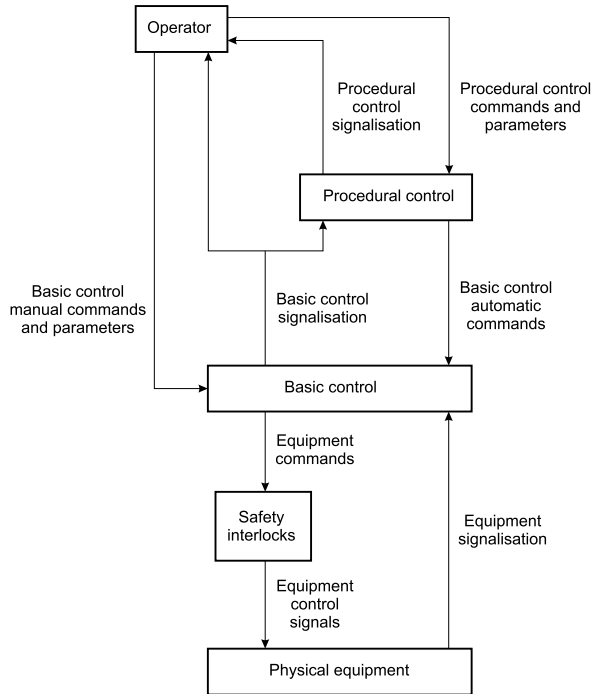 Operator
Procedural
control
signalisation
Procedural control
commands and
parameters
Procedural control
Basic control
manual commands
and parameters
Basic control
signalisation
Basic control
automatic
commands
Basic control
Equipment
commands
Safety
interlocks
Equipment
signalisation
Equipment
control
signals
Physical equipment